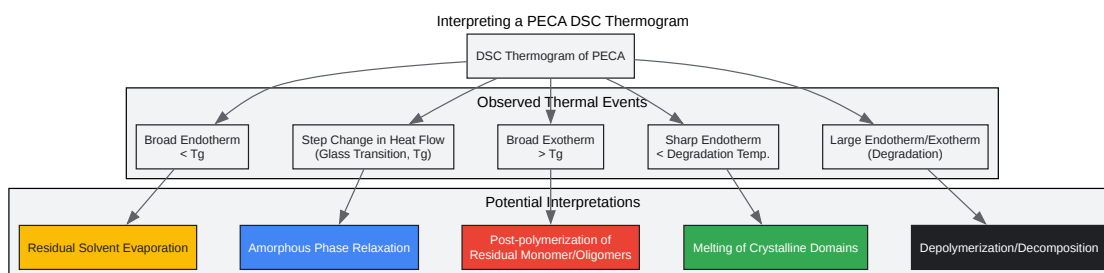 Interpreting a PECA DSC Thermogram
DSC Thermogram of PECA
Observed Thermal Events
Broad Endotherm
< Tg
Step Change in Heat Flow
(Glass Transition, Tg)
Broad Exotherm
> Tg
Sharp Endotherm
< Degradation Temp.
Large Endotherm/Exotherm
(Degradation)
Potential Interpretations
Residual Solvent Evaporation
Amorphous Phase Relaxation
Post-polymerization of
Residual Monomer/Oligomers
Melting of Crystalline Domains
Depolymerization/Decomposition